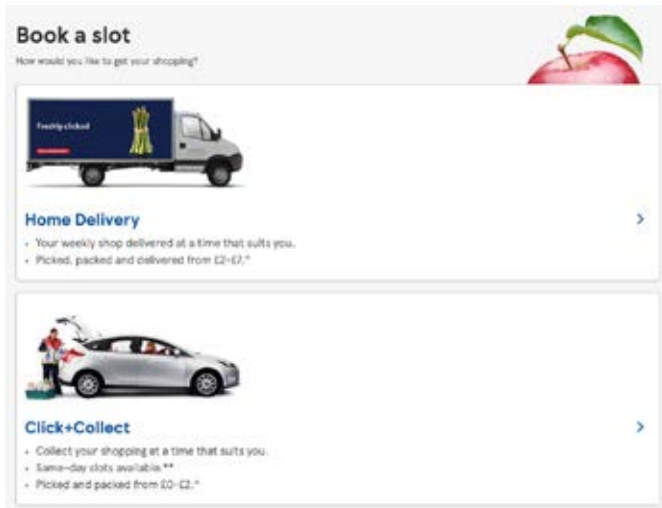 Book a slot
How would you like to get your shopping?
Freshly clicked
Home Delivery
• Your weekly shop delivered at a time that suits you.
• Picked, packed and delivered from £2-£7.^
Click+Collect
• Collect your shopping at a time that suits you.
• Same-day slots available.**
• Picked and packed from £0-£2.^